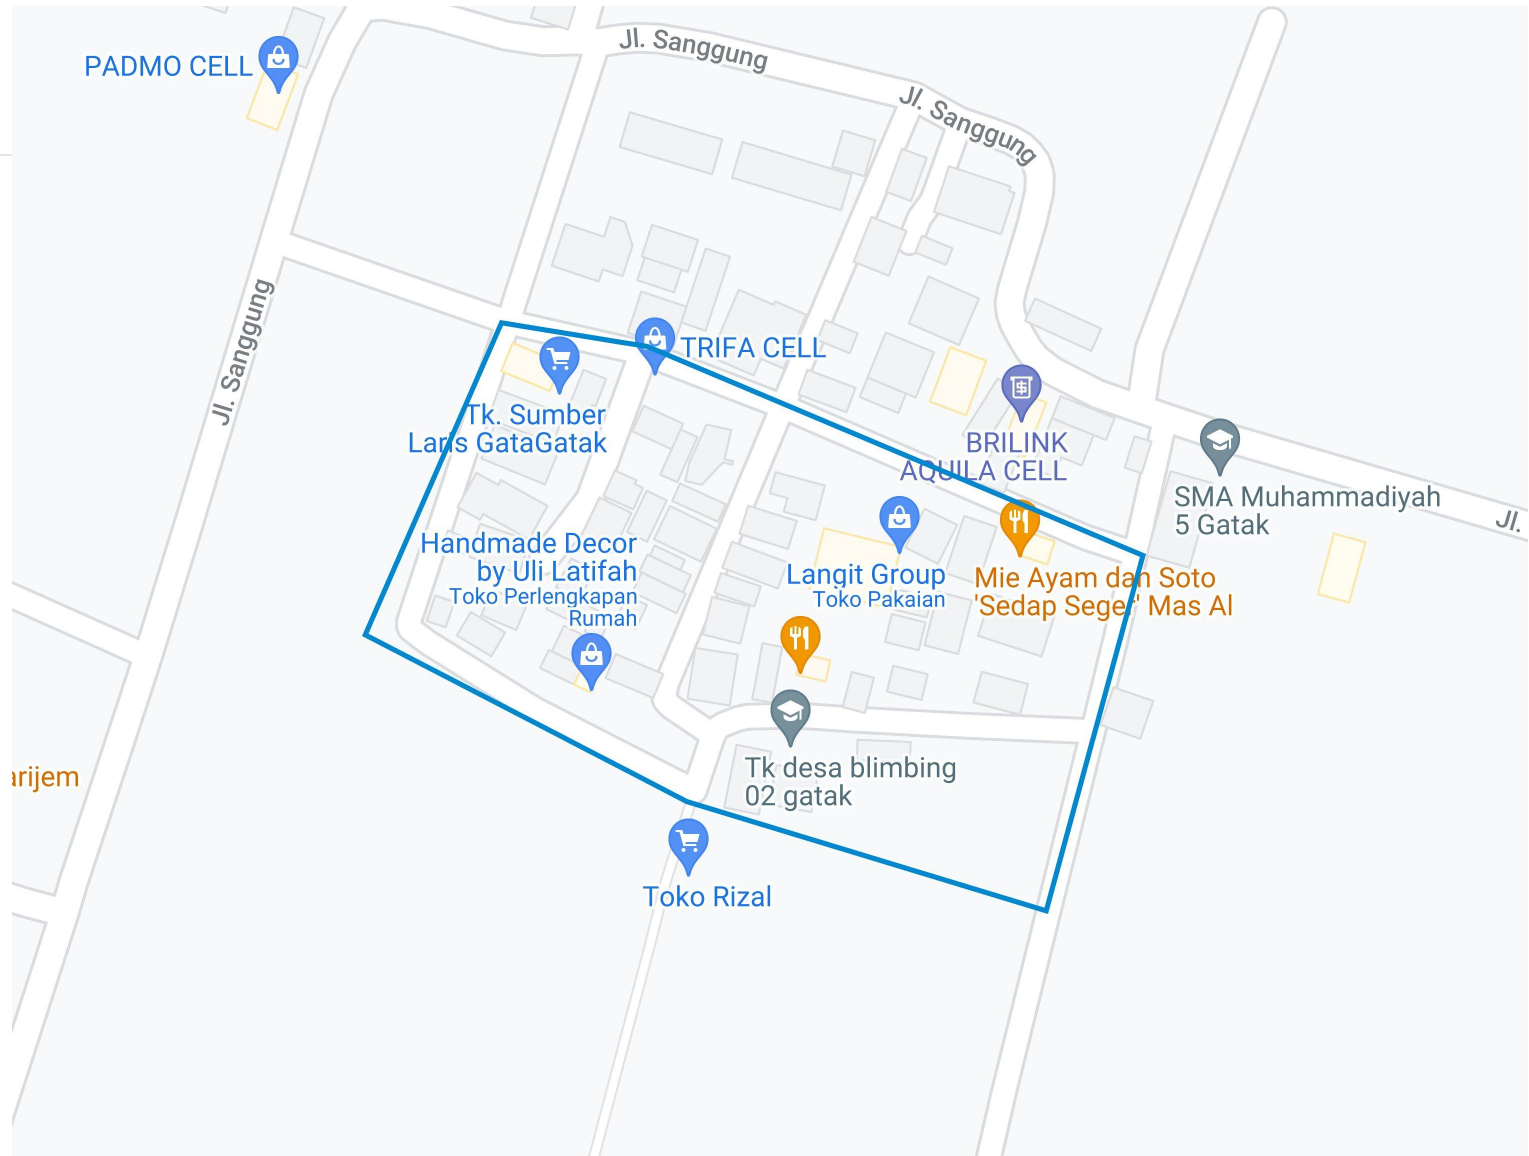 Jl. Sanggung
PADMO CELL
Jl. Sanggung
Jl. Sanggung
TRIFA CELL
Tk. Sumber
Laris GataGatak
BRILINK
AQUILA CELL
SMA Muhammadiyah
5 Gatak
Jl.
Handmade Decor
by Uli Latifah
Toko Perlengkapan
Rumah
Langit Group
Toko Pakaian
Mie Ayam dan Soto
'Sedap Seger' Mas Al
arijem
Tk desa blimbing
02 gatak
Toko Rizal